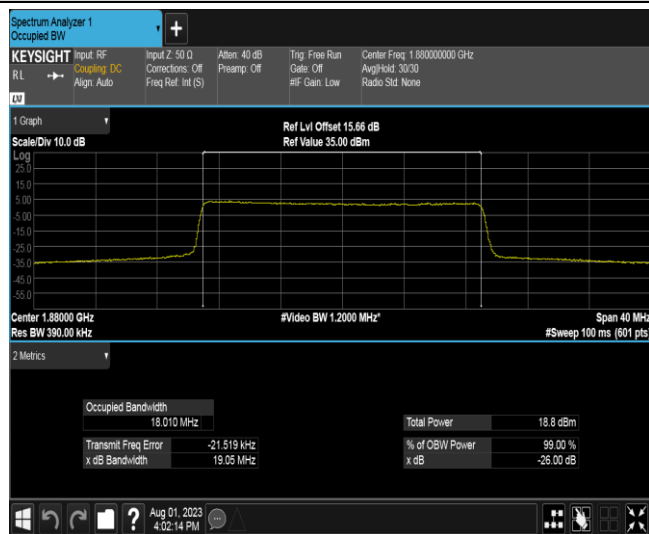 Spectrum Analyzer 1
Occupied BW
+
KEYSIGHT Input: RF Input Z: 50 Ω Atten: 40 dB Trig: Free Run Center Freq: 1.880000000 GHz
RL Coupling: DC Corrections: Off Preamp: Off Gate: Off Avg|Hold: 30/30
Align: Auto Freq Ref: Int (S) #IF Gain: Low Radio Std: None
LXI
1 Graph Ref Lvl Offset 15.66 dB
Scale/Div 10.0 dB Ref Value 35.00 dBm
Log
25.0
15.0
5.00
-5.00
-15.0
-25.0
-35.0
-45.0
-55.0
Center 1.88000 GHz #Video BW 1.2000 MHz* Span 40 MHz
Res BW 390.00 kHz #Sweep 100 ms (601 pts)
2 Metrics
Occupied Bandwidth
18.010 MHz Total Power 18.8 dBm
Transmit Freq Error -21.519 kHz % of OBW Power 99.00 %
x dB Bandwidth 19.05 MHz x dB -26.00 dB
? Aug 01, 2023
4:02:14 PM